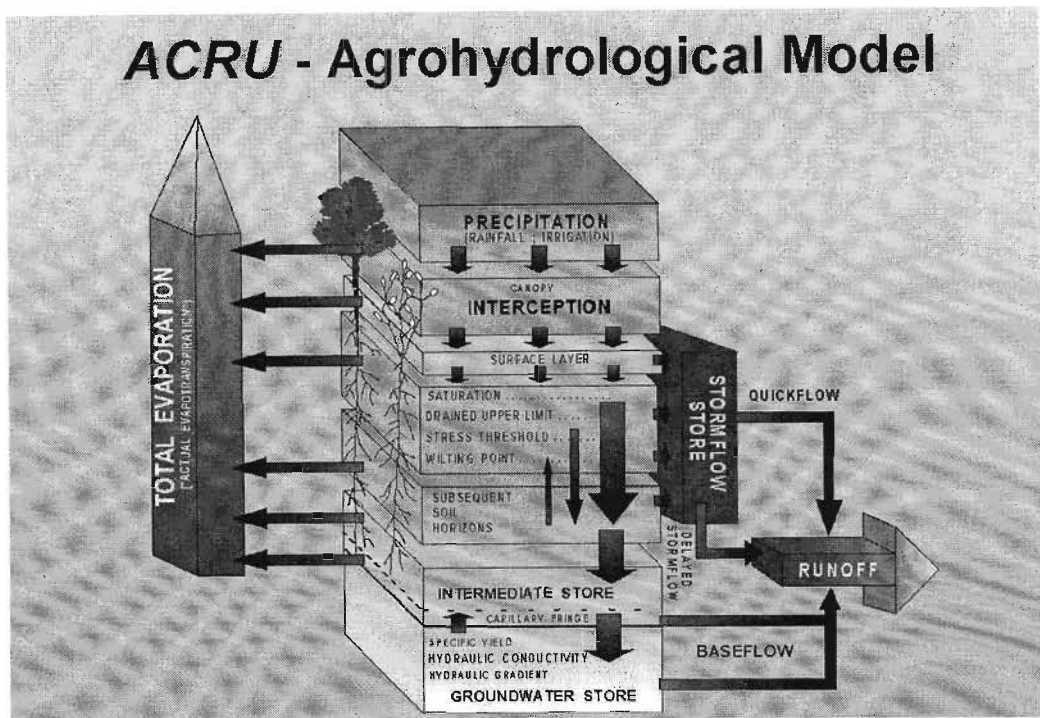 ACRU - Agrohydrological Model
PRECIPITATION
(RAINFALL ; IRRIGATION)
CANOPY
INTERCEPTION
SURFACE LAYER
SATURATION ..................
DRAINED UPPER LIMIT ......
STRESS THRESHOLD ........
WILTING POINT ...............
SUBSEQUENT
SOIL
HORIZONS
INTERMEDIATE STORE
CAPILLARY FRINGE
SPECIFIC YIELD
HYDRAULIC CONDUCTIVITY
HYDRAULIC GRADIENT
GROUNDWATER STORE
TOTAL EVAPORATION
["ACTUAL EVAPOTRANSPIRATION"]
STORMFLOW
STORE
QUICKFLOW
DELAYED
STORMFLOW
RUNOFF
BASEFLOW